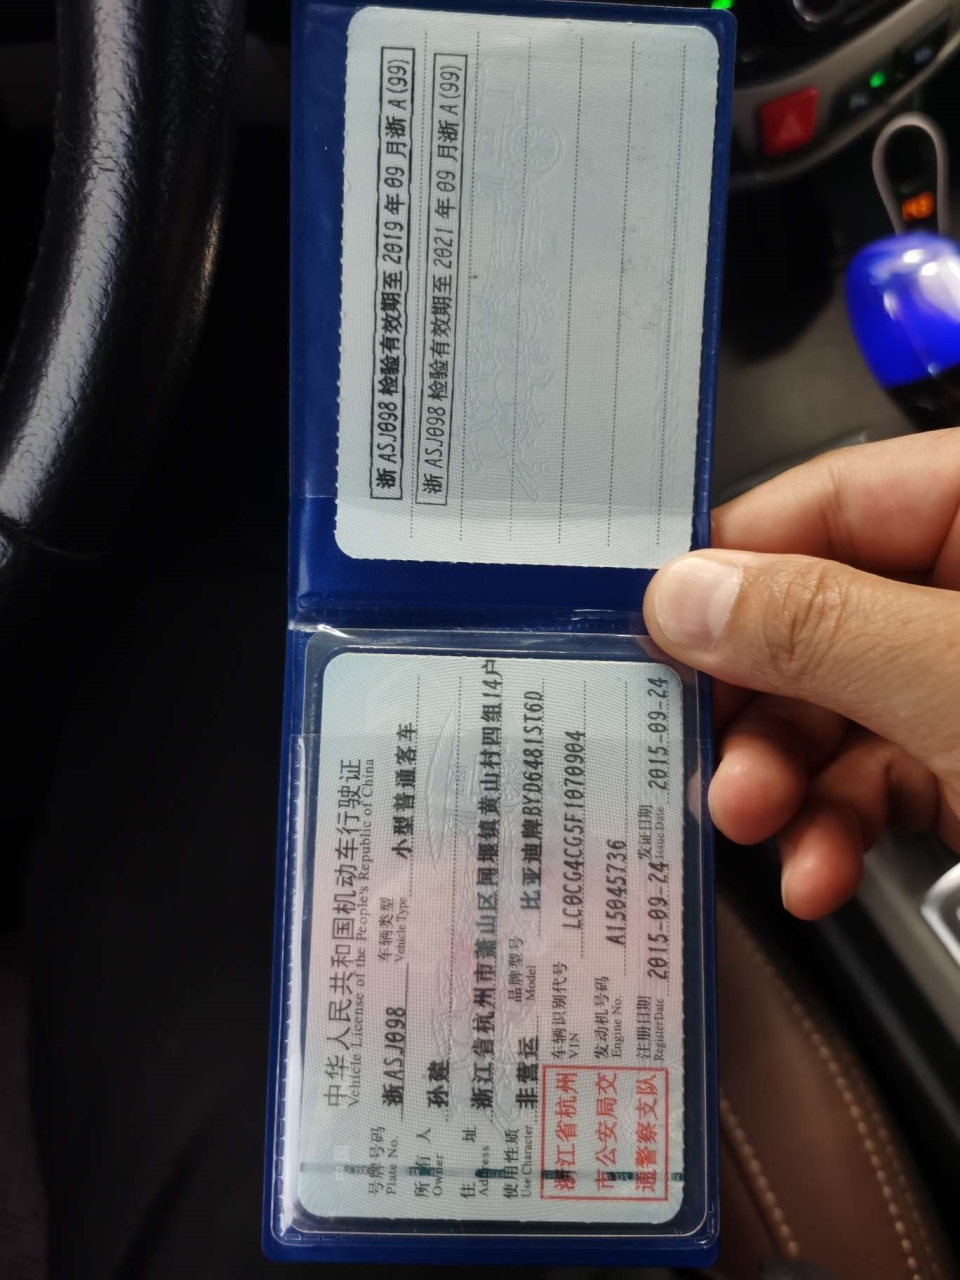 中华人民共和国机动车行驶证
Vehicle License of the People's Republic of China
号牌号码 浙ASJ098 车辆类型 小型普通客车
Plate No. Vehicle Type
所有人 孙健
Owner
住址 浙江省杭州市萧山区闻堰镇黄山村四组14户
Address
使用性质 非营运 品牌型号 比亚迪牌BYD6481ST6D
Use Character Model
浙江省杭州
市公安局交
通警察支队
车辆识别代号 LC0CG4CG5F1070904
VIN
发动机号码 A15045736
Engine No.
注册日期 2015-09-24 发证日期 2015-09-24
Register Date Issue Date
浙ASJ098检验有效期至2019年09月浙A(99)
浙ASJ098检验有效期至2021年09月浙A(99)